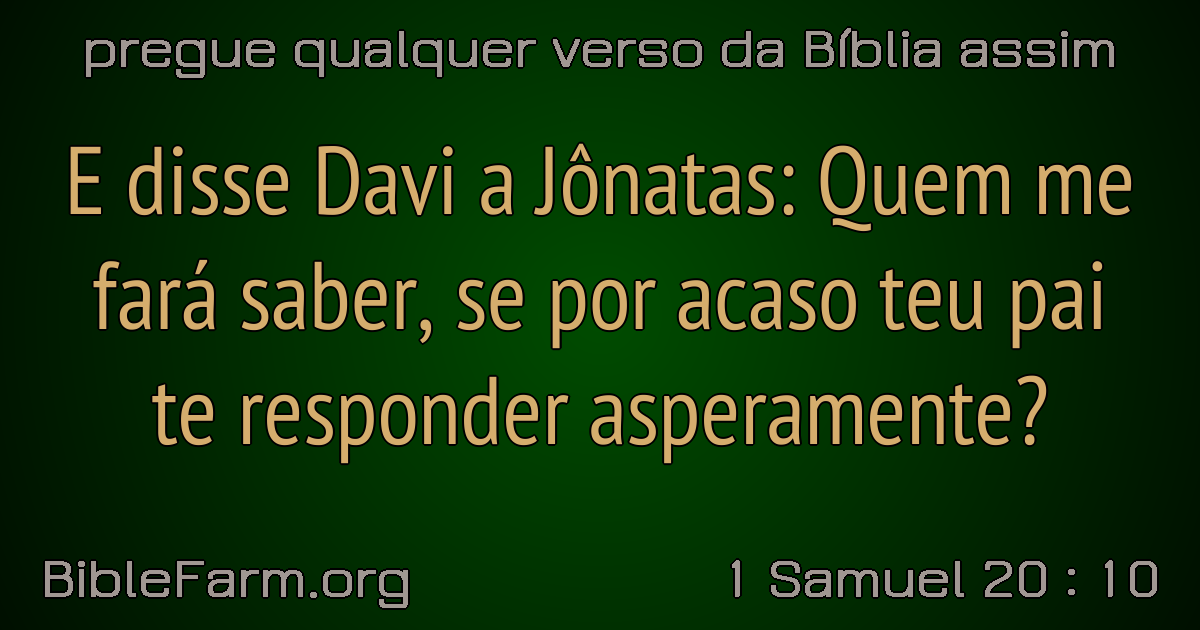 pregue qualquer verso da Bíblia assim
E disse Davi a Jônatas: Quem me
fará saber, se por acaso teu pai
te responder asperamente?
BibleFarm.org
1 Samuel 20 : 10